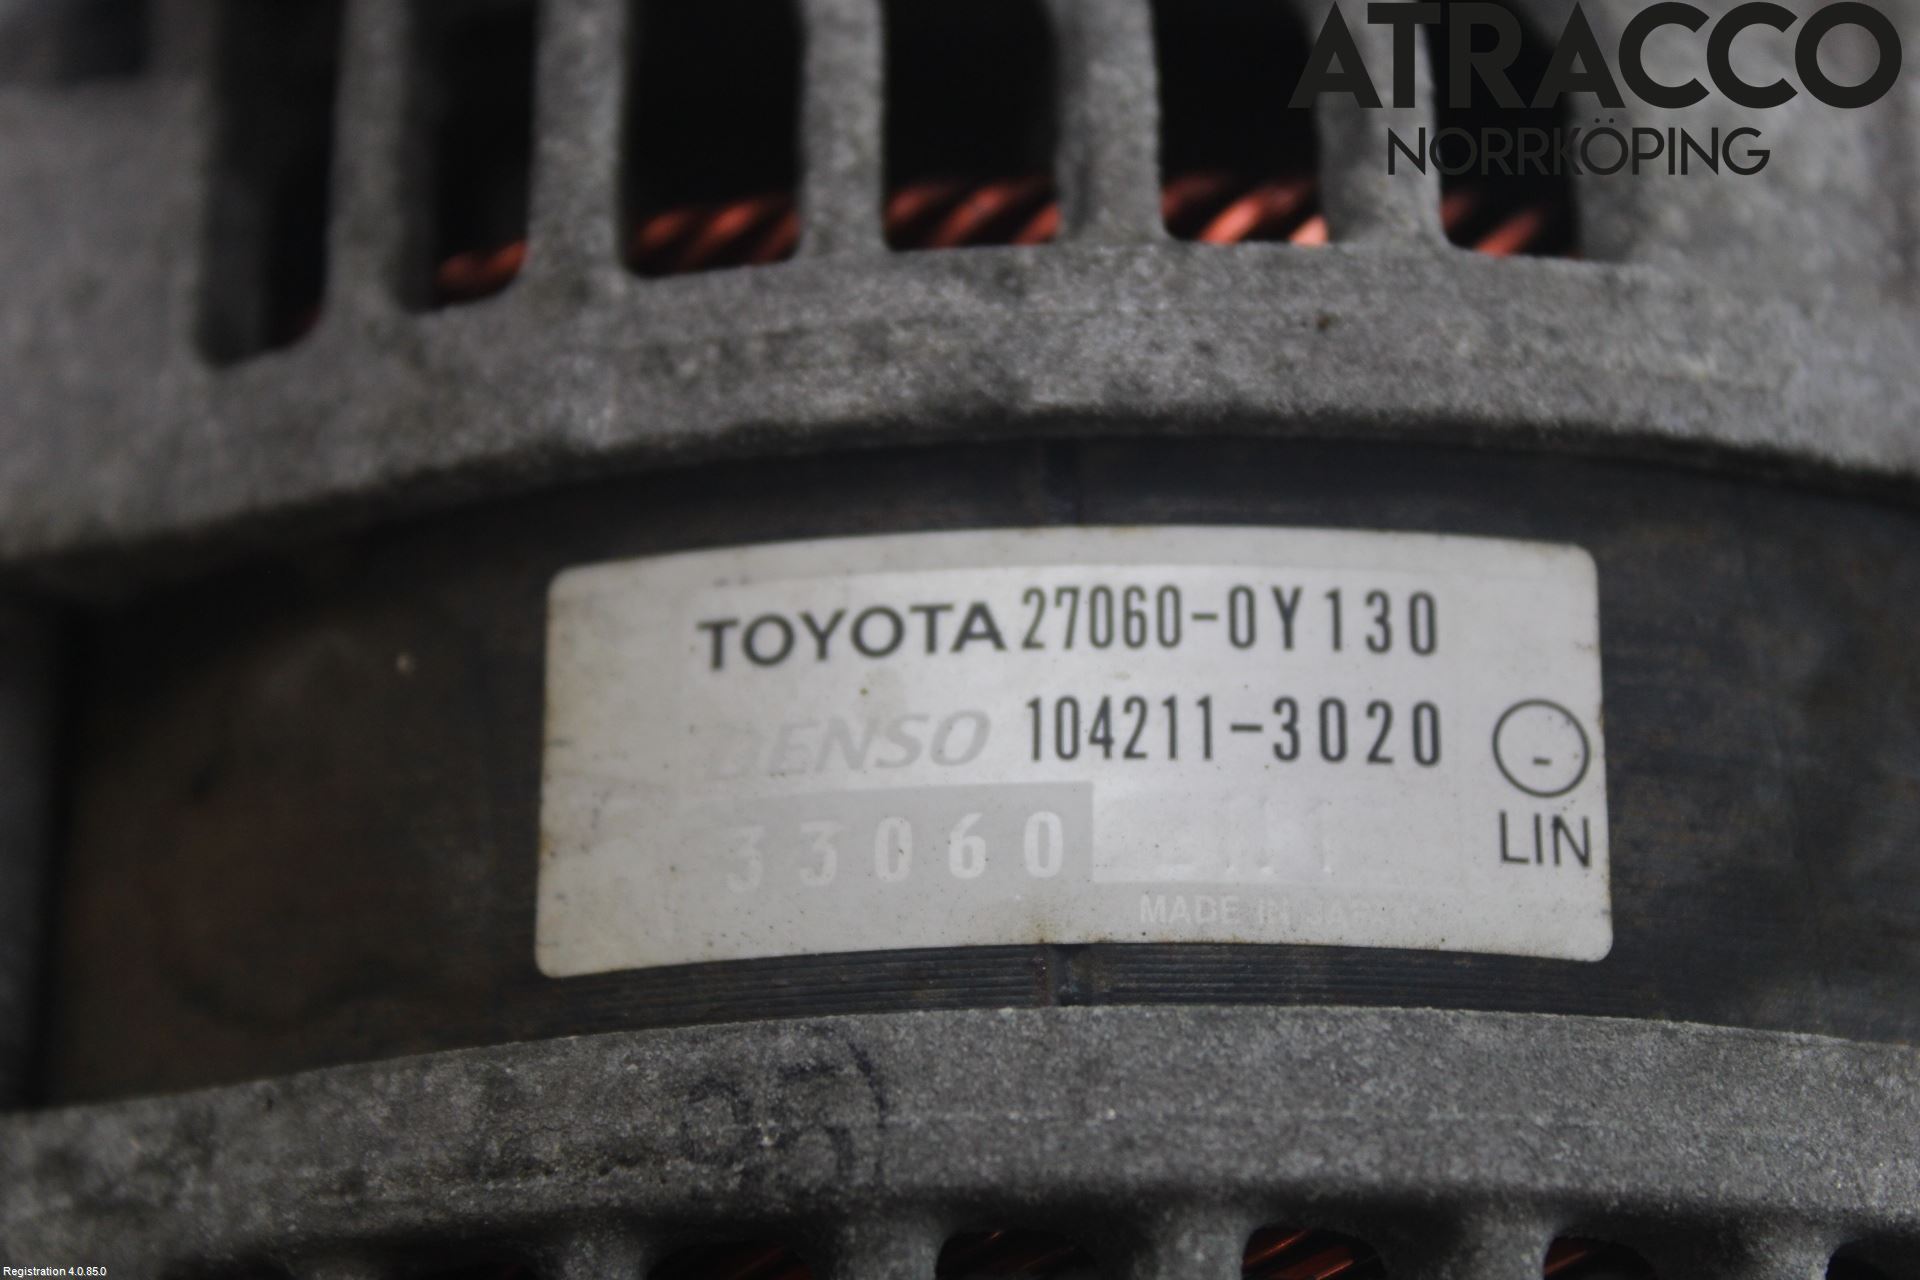 ATRACCO
NORRKÖPING
TOYOTA 27060-0Y130
DENSO 104211-3020
-
33060
LIN
MADE IN JAPAN
Registration 4.0.85.0